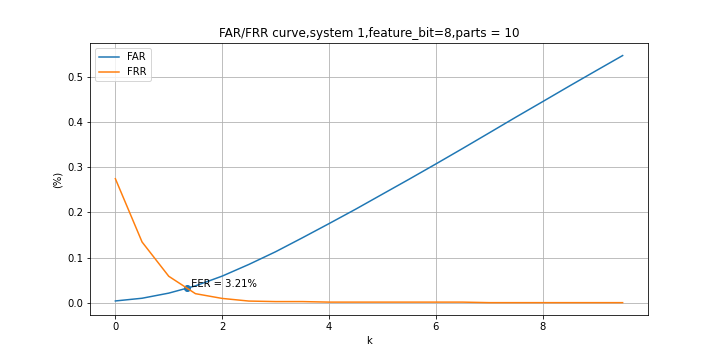 FAR/FRR curve,system 1,feature_bit=8,parts = 10
FAR
FRR
0.5
0.4
0.3
0.2
0.1
0.0
(%)
EER = 3.21%
0 2 4 6 8
k